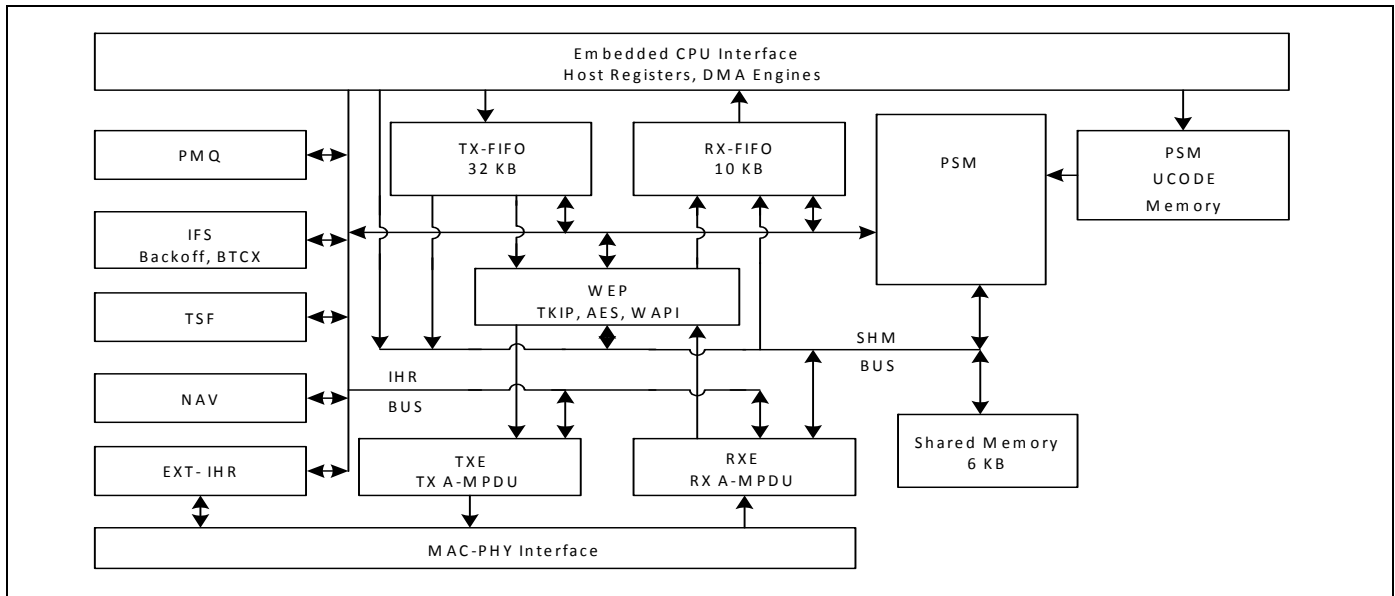 Embedded CPU Interface
Host Registers, DMA Engines
PMQ
TX-FIFO
32 KB
RX-FIFO
10 KB
PSM
PSM
UCODE
Memory
IFS
Backoff, BTCX
WEP
TKIP, AES, WAPI
TSF
SHM
BUS
IHR
BUS
NAV
EXT- IHR
TXE
TX A-MPDU
RXE
RX A-MPDU
Shared Memory
6 KB
MAC-PHY Interface